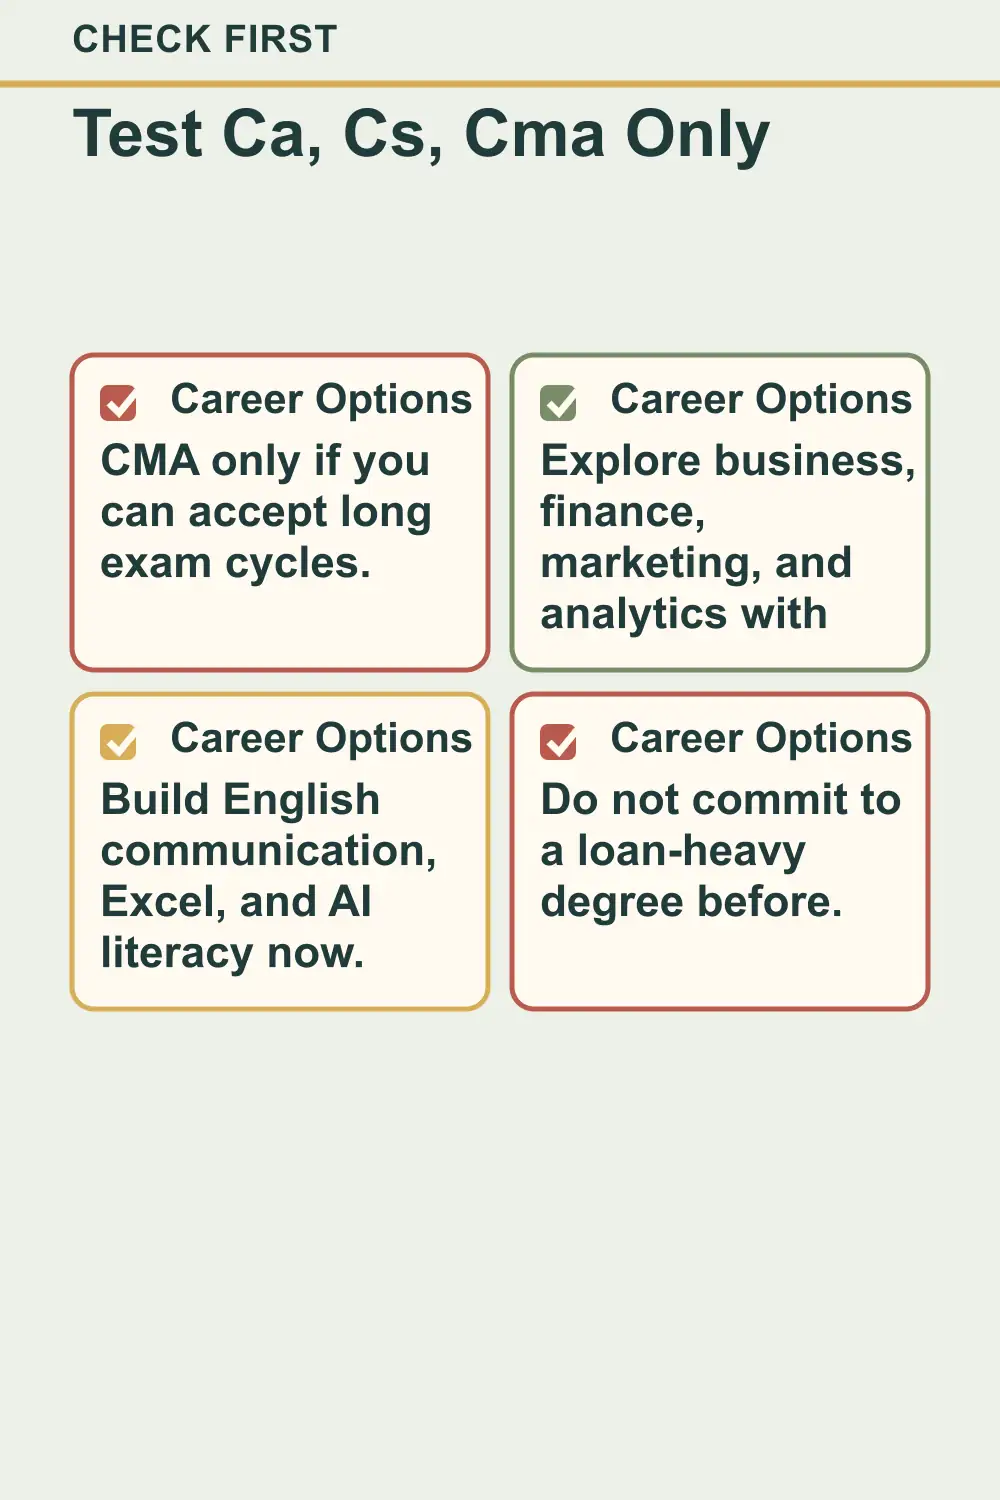 CHECK FIRST
Test Ca, Cs, Cma Only
Career Options
CMA only if you
can accept long
exam cycles.
Career Options
Explore business,
finance,
marketing, and
analytics with
Career Options
Build English
communication,
Excel, and AI
literacy now.
Career Options
Do not commit to
a loan-heavy
degree before.